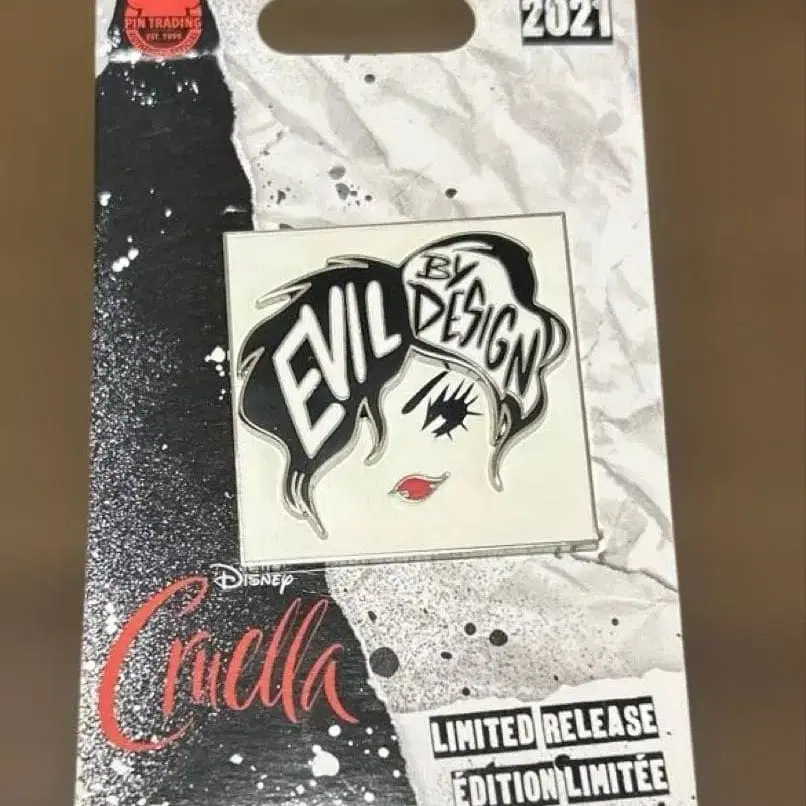 PIN TRADING
EST. 1999
2021
EVIL
BY
DESIGN
Disney
Cruella
LIMITED RELEASE
ÉDITION LIMITÉE